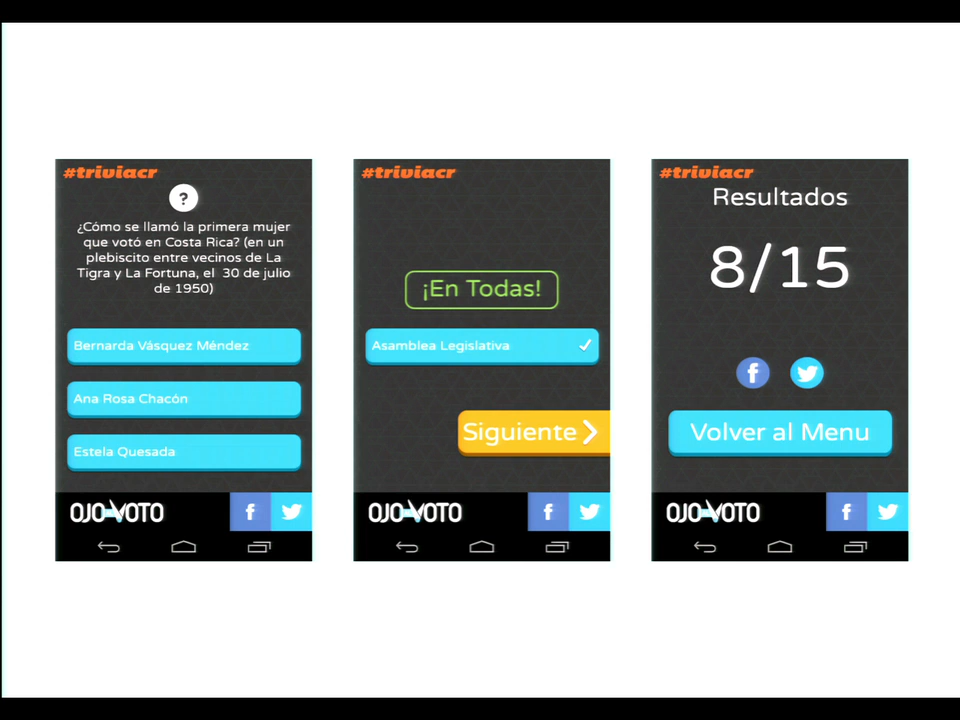 #triviacr
?
¿Cómo se llamó la primera mujer
que votó en Costa Rica? (en un
plebiscito entre vecinos de La
Tigra y La Fortuna, el  30 de julio
de 1950)
Bernarda Vásquez Méndez
Ana Rosa Chacón
Estela Quesada
OJO VOTO
f
#triviacr
¡En Todas!
Asamblea Legislativa
Siguiente
OJO VOTO
f
#triviacr
Resultados
8/15
f
Volver al Menu
OJO VOTO
f